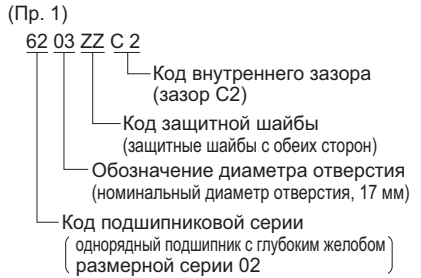 (Пр. 1)
62 03 ZZ C 2
Код внутреннего зазора
(зазор C2)
Код защитной шайбы
(защитные шайбы с обеих сторон)
Обозначение диаметра отверстия
(номинальный диаметр отверстия, 17 мм)
Код подшипниковой серии
(однорядный подшипник с глубоким желобом
размерной серии 02)